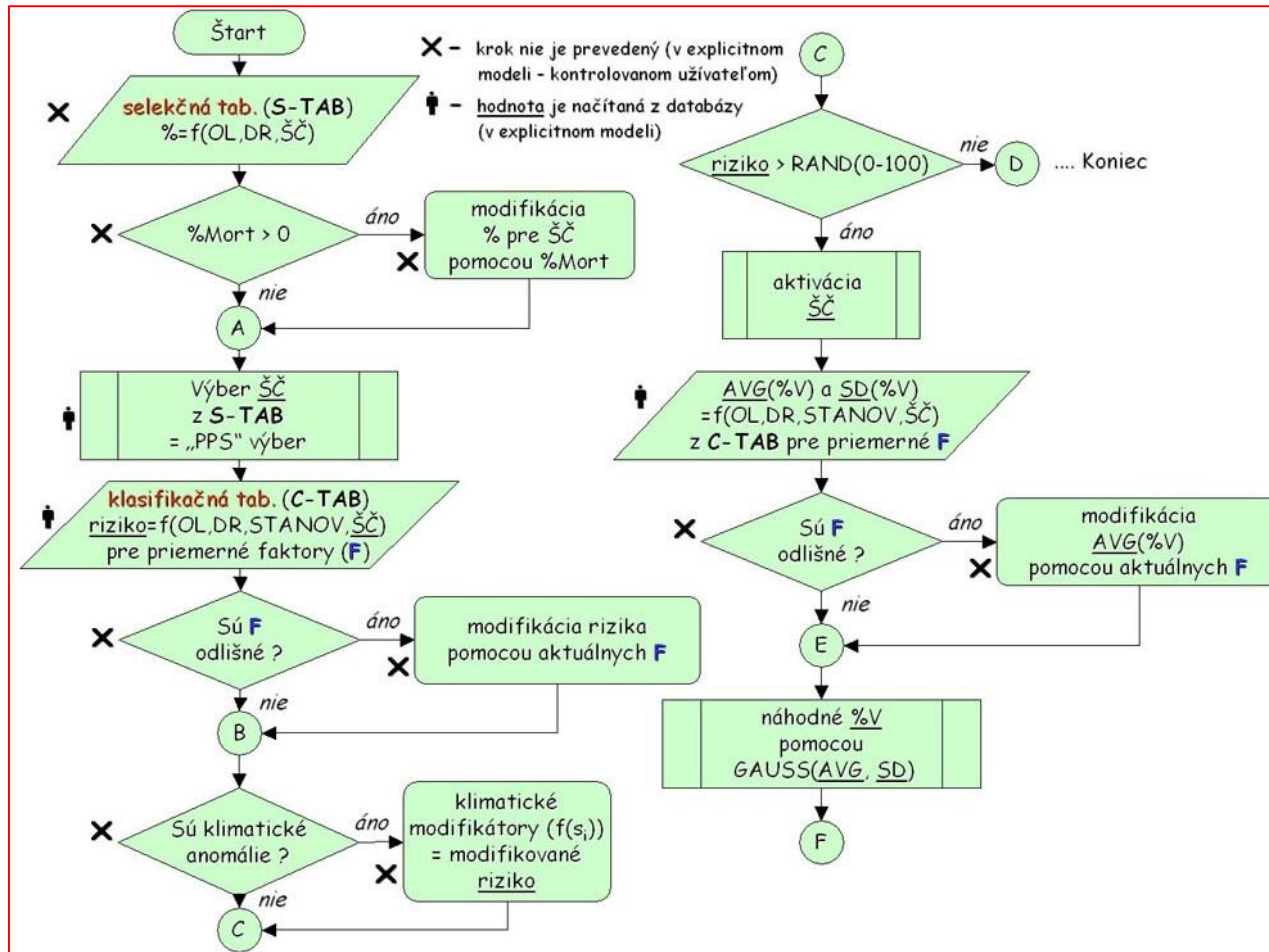 Štart
✕ – krok nie je prevedený (v explicitnom
modeli - kontrolovanom užívateľom)
– hodnota je načítaná z databázy
(v explicitnom modeli)
selekčná tab. (S-TAB)
%=f(OL,DR,ŠČ)
%Mort > 0
áno
modifikácia
% pre ŠČ
pomocou %Mort
nie
A
Výber ŠČ
z S-TAB
= „PPS“ výber
klasifikačná tab. (C-TAB)
riziko=f(OL,DR,STANOV,ŠČ)
pre priemerné faktory (F)
Sú F
odlišné ?
áno
modifikácia rizika
pomocou aktuálnych F
nie
B
Sú klimatické
anomálie ?
áno
klimatické
modifikátory (f(si))
= modifikované
riziko
nie
C
C
riziko > RAND(0-100)
nie
D
.... Koniec
áno
aktivácia
ŠČ
AVG(%V) a SD(%V)
=f(OL,DR,STANOV,ŠČ)
z C-TAB pre priemerné F
Sú F
odlišné ?
áno
modifikácia
AVG(%V)
pomocou aktuálnych F
nie
E
náhodné %V
pomocou
GAUSS(AVG, SD)
F